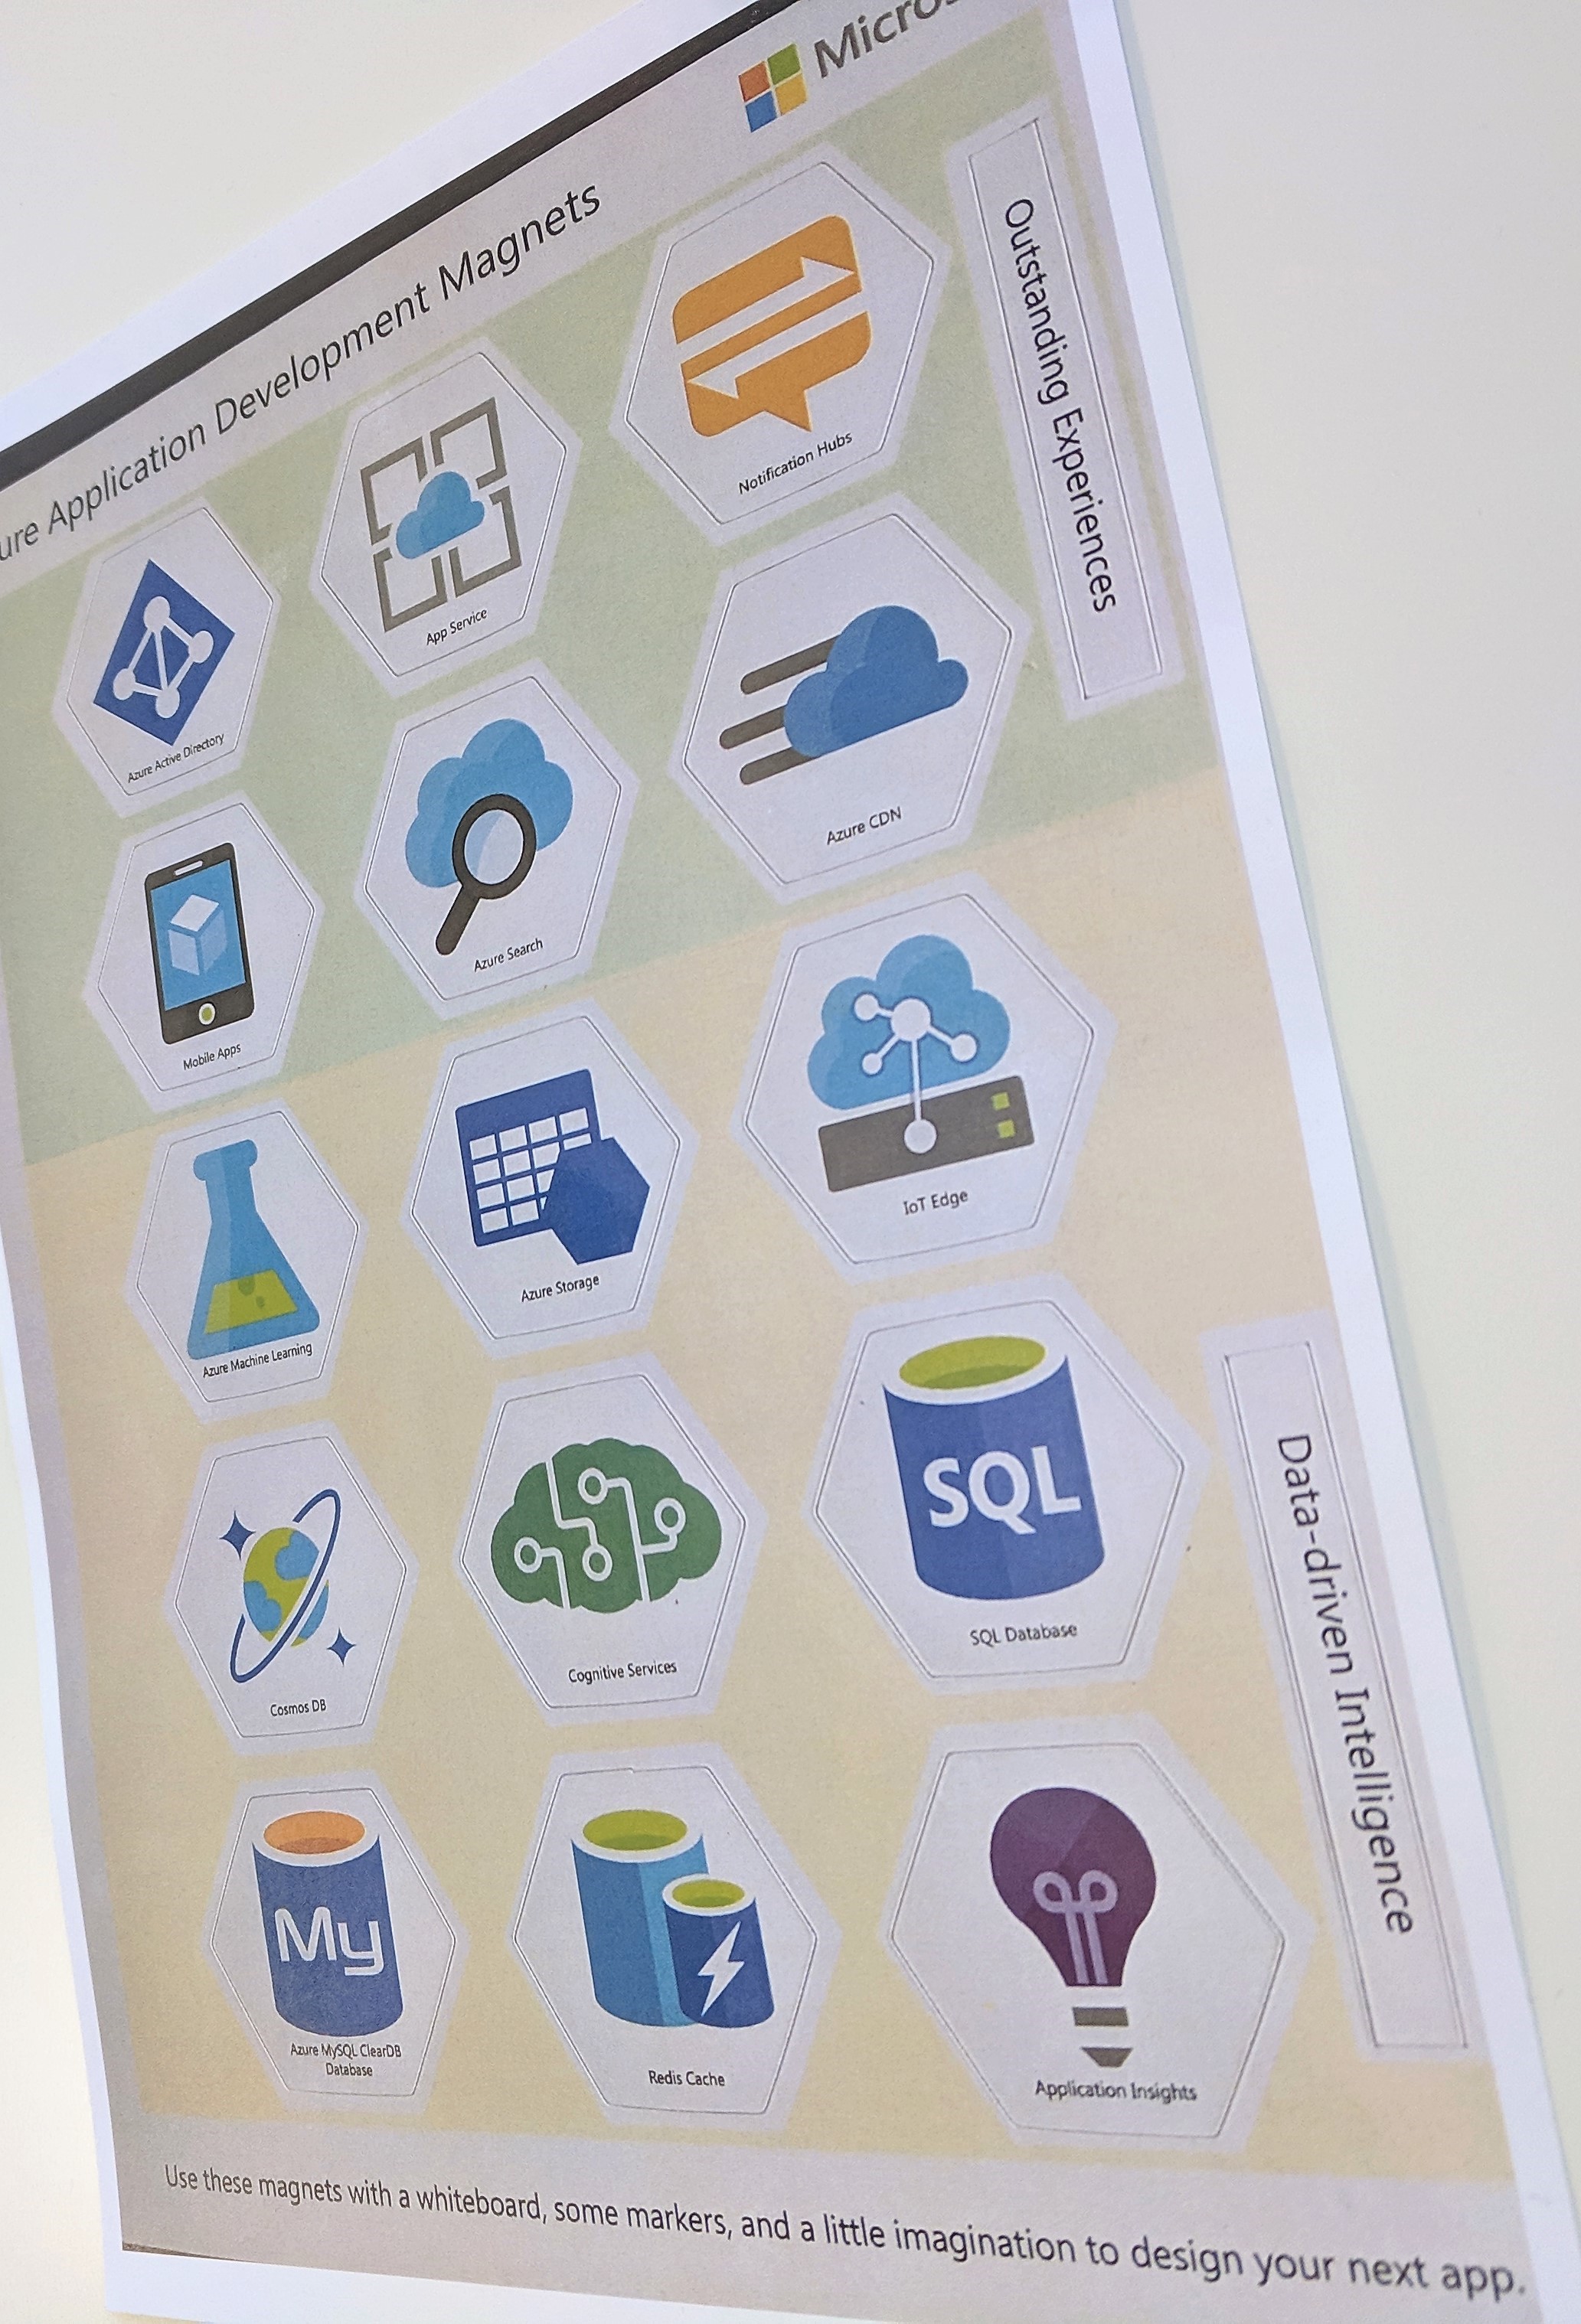 Micros
ure Application Development Magnets
Outstanding Experiences
Notification Hubs
App Service
Azure Active Directory
Azure CDN
Azure Search
Mobile Apps
IoT Edge
Azure Storage
Azure Machine Learning
Data-driven Intelligence
SQL
SQL Database
Cognitive Services
Cosmos DB
My
Azure MySQL ClearDB
Database
Redis Cache
Application Insights
Use these magnets with a whiteboard, some markers, and a little imagination to design your next app.